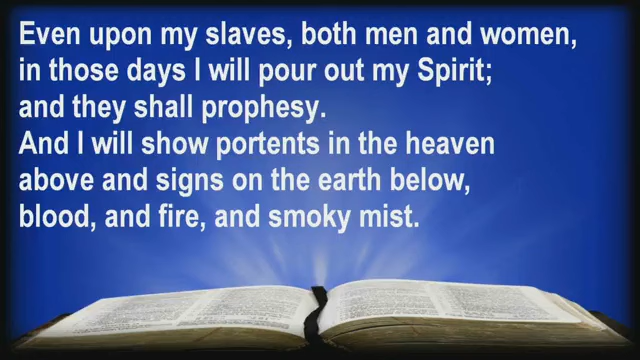 Even upon my slaves, both men and women,
in those days I will pour out my Spirit;
and they shall prophesy.
And I will show portents in the heaven
above and signs on the earth below,
blood, and fire, and smoky mist.